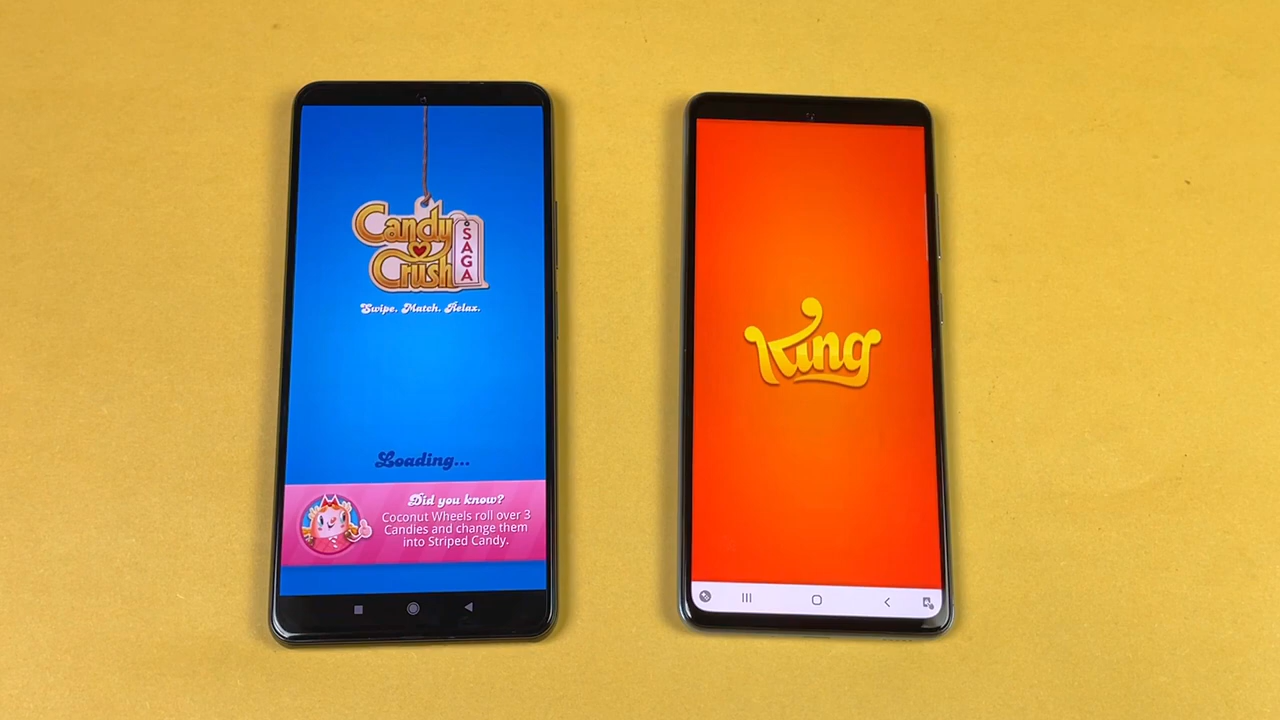 Candy
Crush
SAGA
Swipe. Match. Relax.
Loading...
Did you know?
Coconut Wheels roll over 3
Candies and change them
into Striped Candy.
King